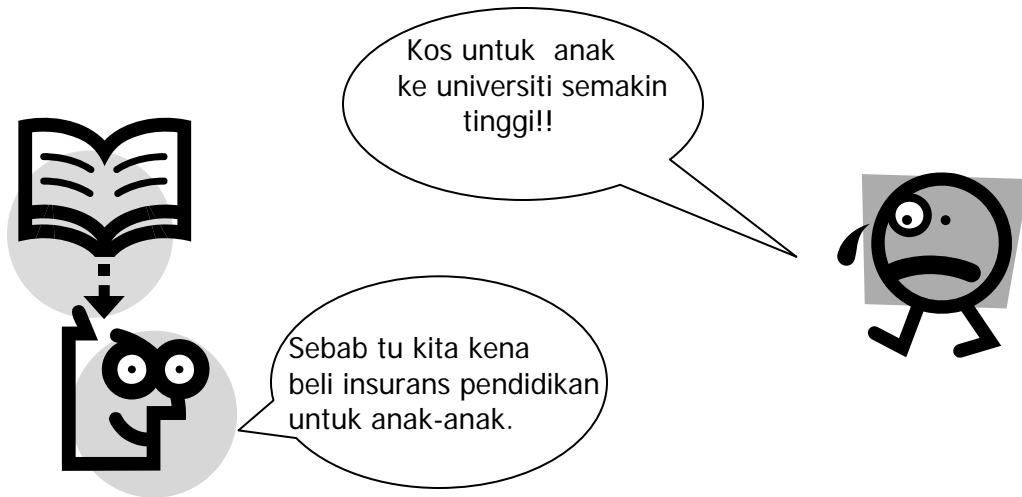 Kos untuk anak
ke universiti semakin
tinggi!!
Sebab tu kita kena
beli insurans pendidikan
untuk anak-anak.